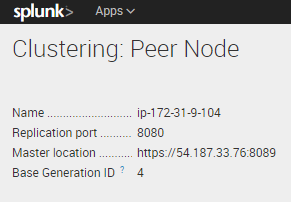 splunk> Apps
Clustering: Peer Node
Name ........................... ip-172-31-9-104
Replication port .......... 8080
Master location ........... https://54.187.33.76:8089
Base Generation ID ? 4